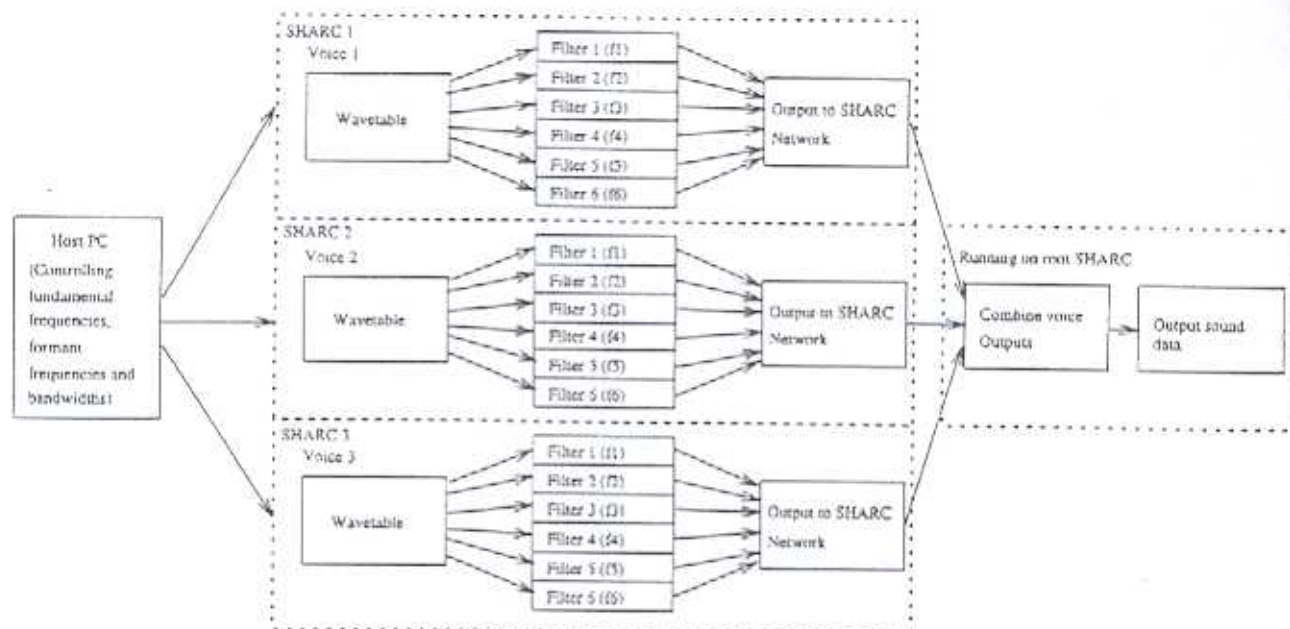 SHARC 1
Voice 1
Wavetable
Filter 1 (f1)
Filter 2 (f2)
Filter 3 (f3)
Filter 4 (f4)
Filter 5 (f5)
Filter 6 (f6)
Output to SHARC
Network
Host PC
(Controlling
fundamental
frequencies,
formant
frequencies and
bandwidths)
SHARC 2
Voice 2
Wavetable
Filter 1 (f1)
Filter 2 (f2)
Filter 3 (f3)
Filter 4 (f4)
Filter 5 (f5)
Filter 6 (f6)
Output to SHARC
Network
SHARC 3
Voice 3
Wavetable
Filter 1 (f1)
Filter 2 (f2)
Filter 3 (f3)
Filter 4 (f4)
Filter 5 (f5)
Filter 6 (f6)
Output to SHARC
Network
Running on root SHARC
Combine voice
Outputs
Output sound
data